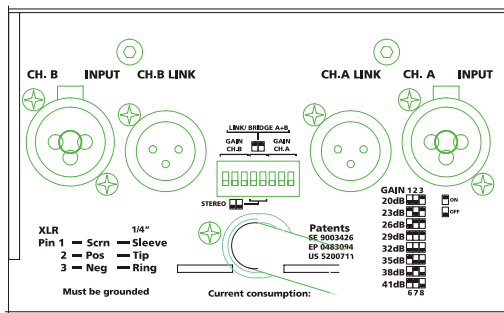 CH. B INPUT CH.B LINK CH.A LINK CH. A INPUT
LINK/ BRIDGE A+B
GAIN CH.B
GAIN CH.A
STEREO
GAIN 1 2 3
20dB
23dB
26dB
29dB
32dB
35dB
38dB
41dB
6 7 8
ON
OFF
XLR 1/4"
Pin 1 – Scrn – Sleeve
2 – Pos – Tip
3 – Neg – Ring
Must be grounded
Patents
SE 9003426
EP 0483094
US 5200711
Current consumption: